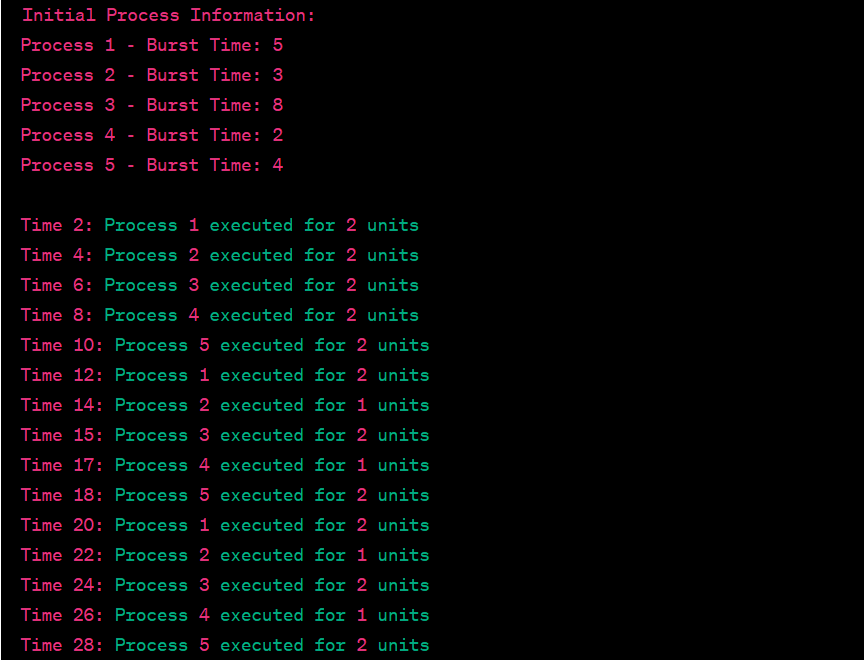 Initial Process Information:
Process 1 - Burst Time: 5
Process 2 - Burst Time: 3
Process 3 - Burst Time: 8
Process 4 - Burst Time: 2
Process 5 - Burst Time: 4
Time 2: Process 1 executed for 2 units
Time 4: Process 2 executed for 2 units
Time 6: Process 3 executed for 2 units
Time 8: Process 4 executed for 2 units
Time 10: Process 5 executed for 2 units
Time 12: Process 1 executed for 2 units
Time 14: Process 2 executed for 1 units
Time 15: Process 3 executed for 2 units
Time 17: Process 4 executed for 1 units
Time 18: Process 5 executed for 2 units
Time 20: Process 1 executed for 2 units
Time 22: Process 2 executed for 1 units
Time 24: Process 3 executed for 2 units
Time 26: Process 4 executed for 1 units
Time 28: Process 5 executed for 2 units